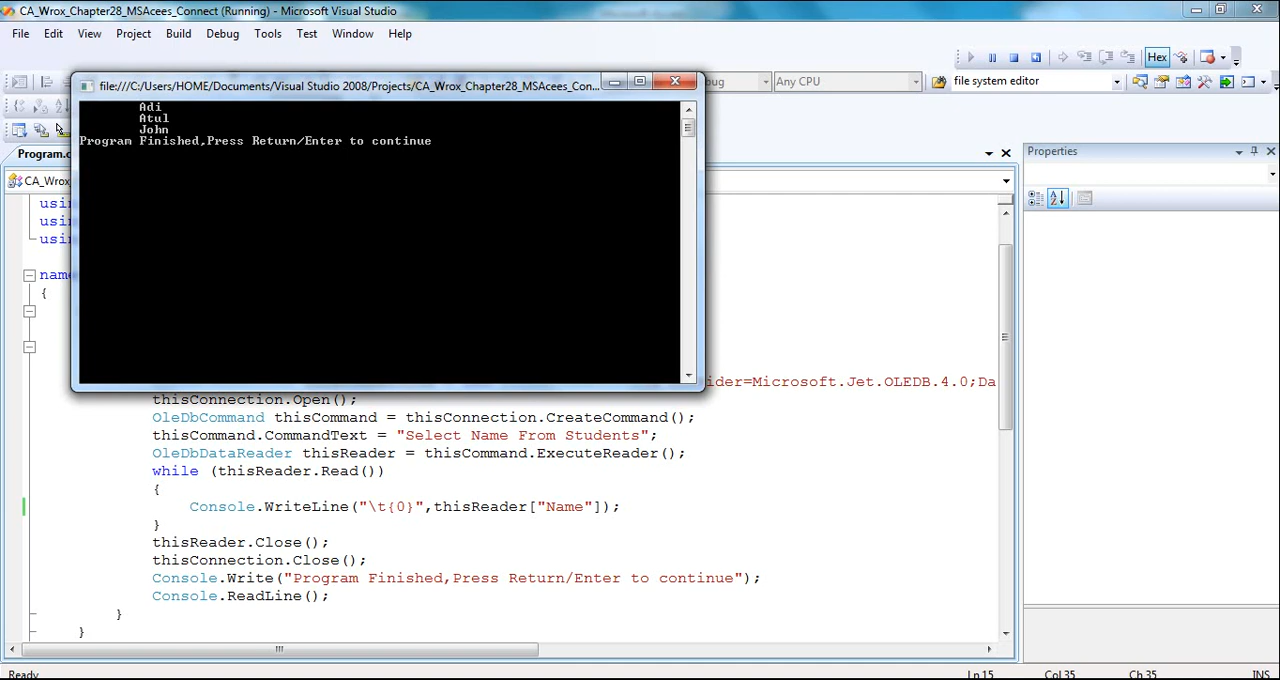 CA_Wrox_Chapter28_MSAcees_Connect (Running) - Microsoft Visual Studio
File Edit View Project Build Debug Tools Test Window Help
Hex
file:///C:/Users/HOME/Documents/Visual Studio 2008/Projects/CA_Wrox_Chapter28_MSAcees_Con...
bug
Any CPU
file system editor
Adi
Atul
John
Program Finished,Press Return/Enter to continue
Program.c
Properties
CA_Wrox
usin
usin
usin
name
{
ider=Microsoft.Jet.OLEDB.4.0;Da
thisConnection.Open();
OleDbCommand thisCommand = thisConnection.CreateCommand();
thisCommand.CommandText = "Select Name From Students";
OleDbDataReader thisReader = thisCommand.ExecuteReader();
while (thisReader.Read())
{
Console.WriteLine("\t{0}",thisReader["Name"]);
}
thisReader.Close();
thisConnection.Close();
Console.Write("Program Finished,Press Return/Enter to continue");
Console.ReadLine();
}
}
Ready Ln 15 Col 35 Ch 35 INS